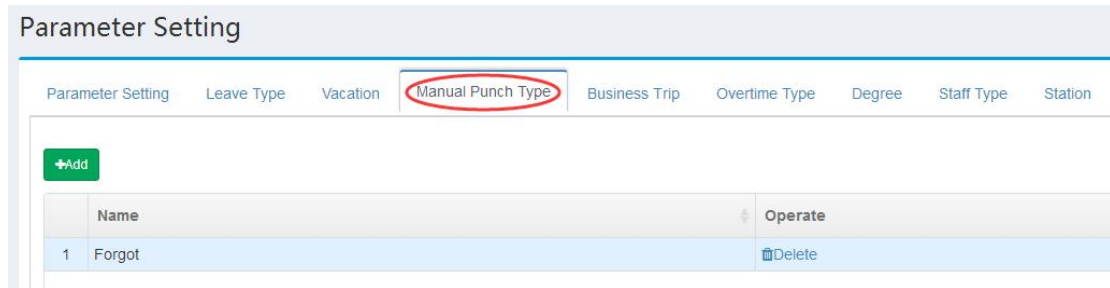 Parameter Setting
Parameter Setting Leave Type Vacation Manual Punch Type Business Trip Overtime Type Degree Staff Type Station
+Add
Name Operate
1 Forgot Delete